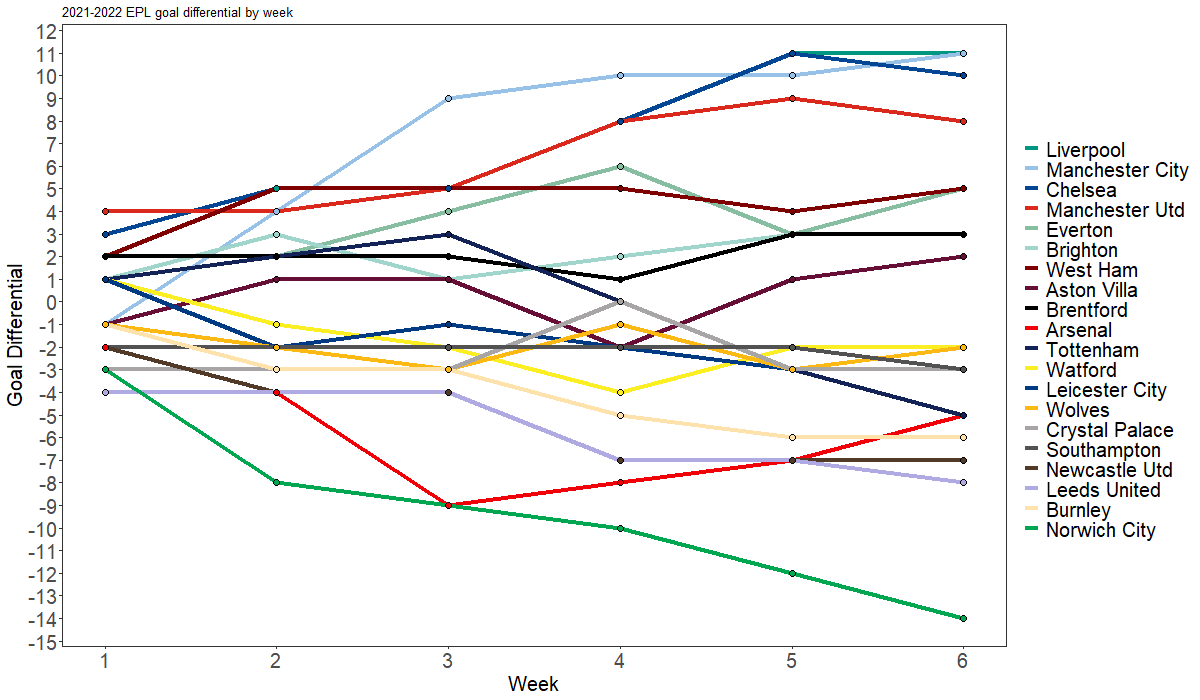 2021-2022 EPL goal differential by week
12
11
10
9
8
7
6
5
4
3
2
1
0
-1
-2
-3
-4
-5
-6
-7
-8
-9
-10
-11
-12
-13
-14
-15
Goal Differential
1 2 3 4 5 6
Week
Liverpool
Manchester City
Chelsea
Manchester Utd
Everton
Brighton
West Ham
Aston Villa
Brentford
Arsenal
Tottenham
Watford
Leicester City
Wolves
Crystal Palace
Southampton
Newcastle Utd
Leeds United
Burnley
Norwich City